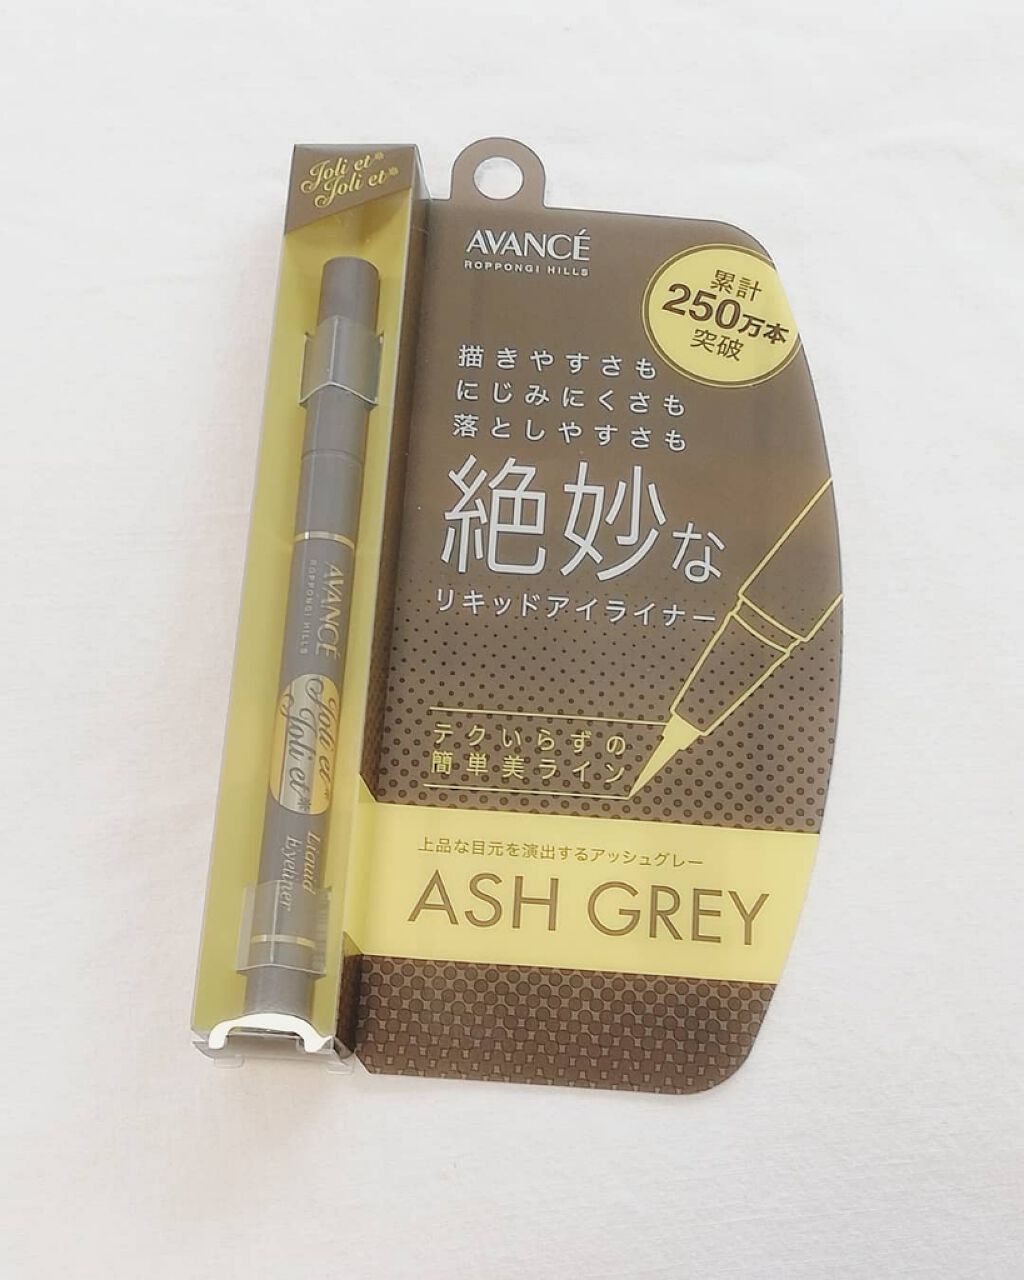 Joli et
Joli et
AVANCÉ
ROPPONGI HILLS
累計
250万本
突破
描きやすさも
にじみにくさも
落としやすさも
絶妙な
リキッドアイライナー
テクいらずの
簡単美ライン
上品な目元を演出するアッシュグレー
ASH GREY
AVANCÉ
ROPPONGI HILLS
Joli et
Joli et
Liquid
Eyeliner